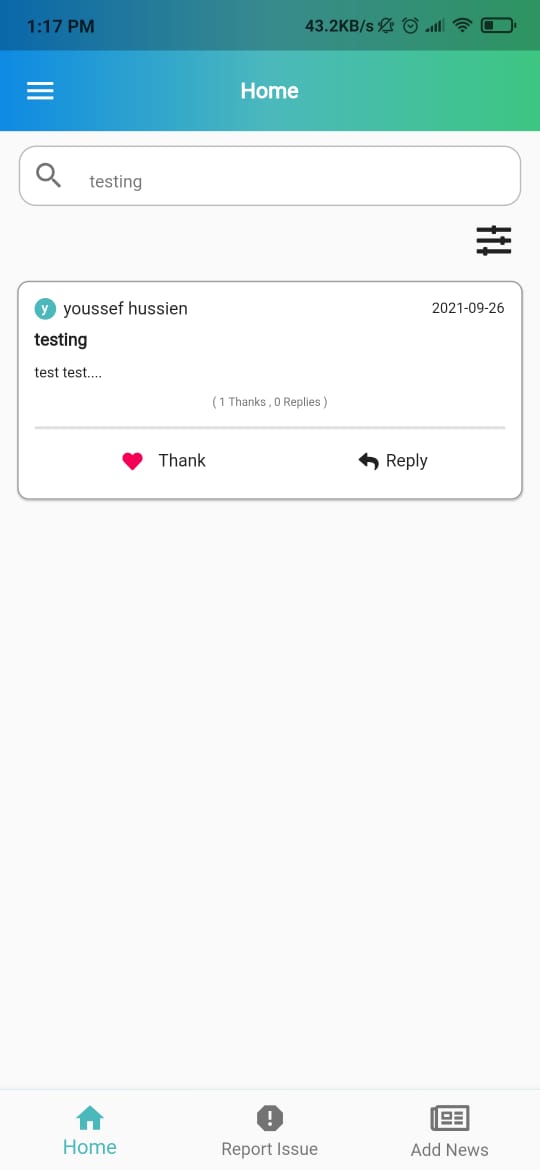 1:17 PM 43.2KB/s
Home
testing
y youssef hussien 2021-09-26
testing
test test....
( 1 Thanks , 0 Replies )
Thank Reply
Home Report Issue Add News